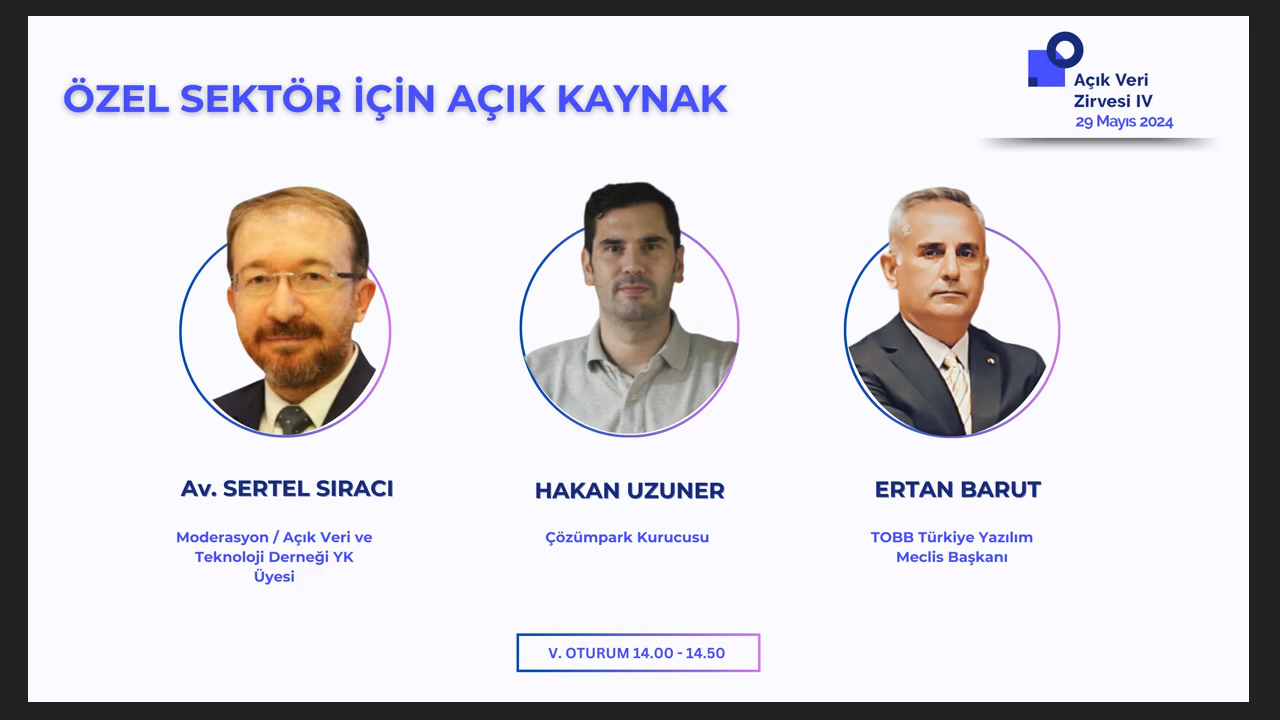 ÖZEL SEKTÖR İÇİN AÇIK KAYNAK
Açık Veri
Zirvesi IV
29 Mayıs 2024
Av. SERTEL SIRACI
Moderasyon / Açık Veri ve
Teknoloji Derneği YK
Üyesi
HAKAN UZUNER
Çözümpark Kurucusu
ERTAN BARUT
TOBB Türkiye Yazılım
Meclis Başkanı
V. OTURUM 14.00 - 14.50